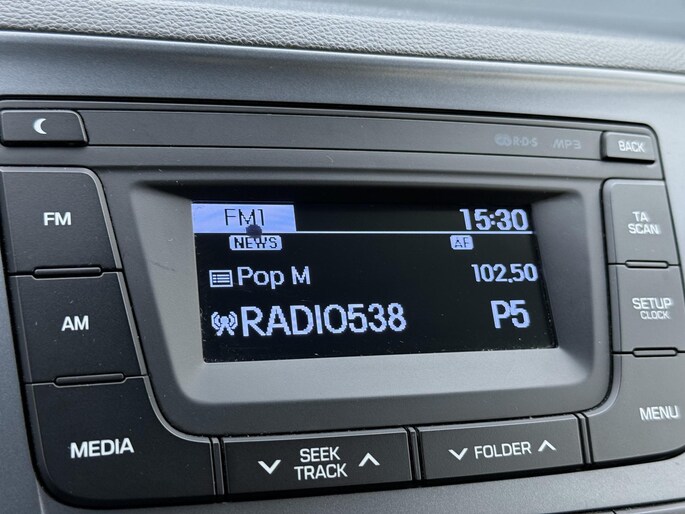 R·D·S MP3
BACK
FM
FM1 15:30
TA
SCAN
NEWS AF
Pop M 102.50
AM
RADIO538 P5
SETUP
CLOCK
MEDIA
SEEK
TRACK
FOLDER
MENU